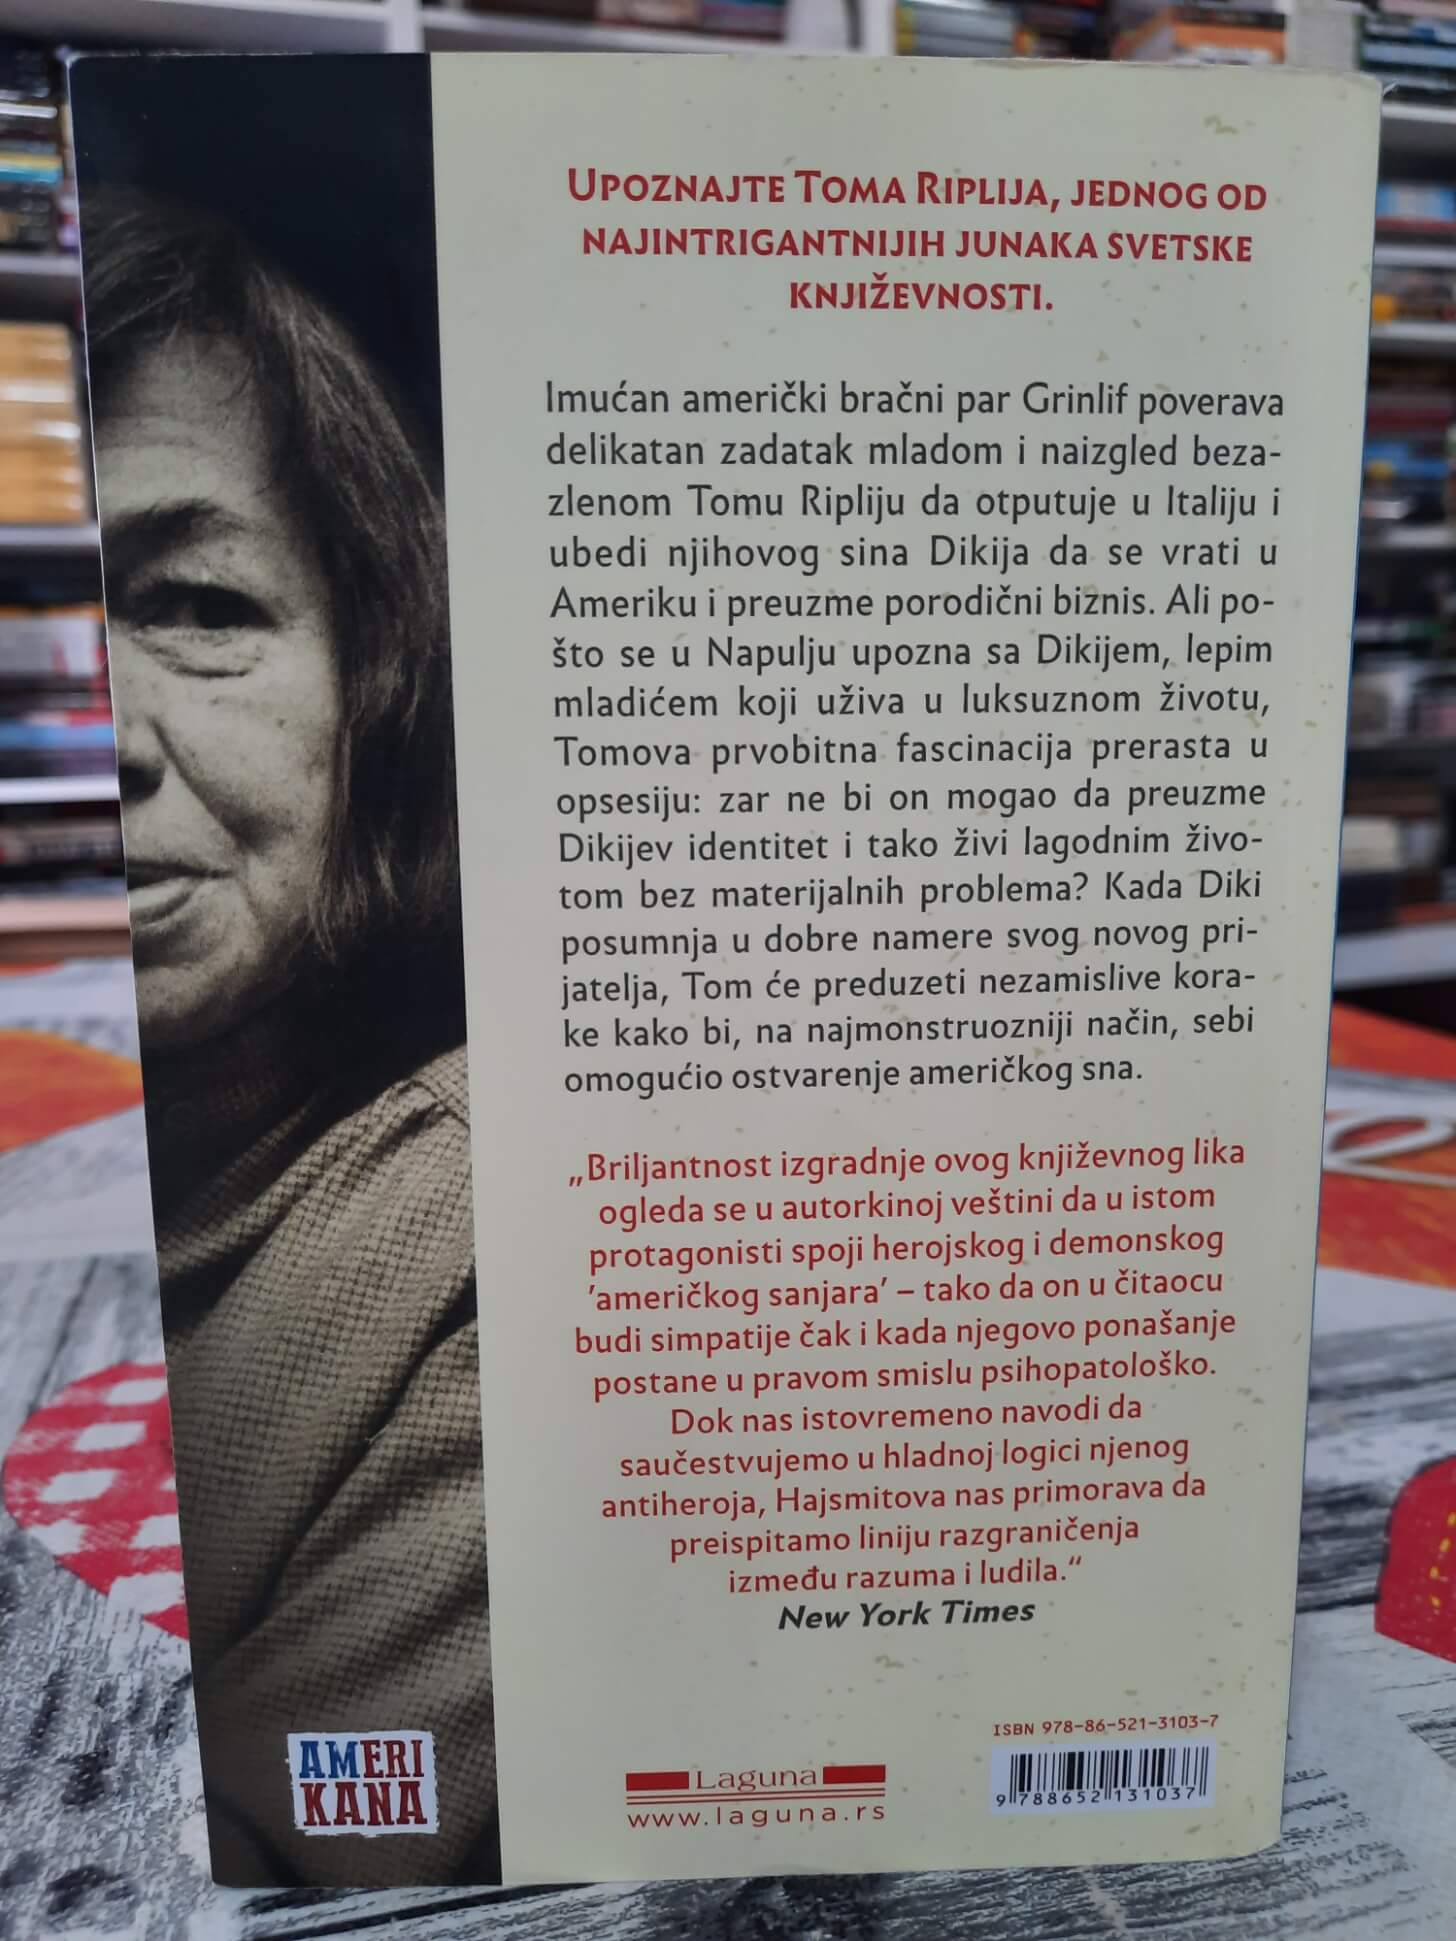 Upoznajte Toma Riplija, jednog od
najintrigantnijih junaka svetske
književnosti.
Imućan američki bračni par Grinlif poverava
delikatan zadatak mladom i naizgled beza-
zlenom Tomu Ripliju da otputuje u Italiju i
ubedi njihovog sina Dikija da se vrati u
Ameriku i preuzme porodični biznis. Ali po-
što se u Napulju upozna sa Dikijem, lepim
mladićem koji uživa u luksuznom životu,
Tomova prvobitna fascinacija prerasta u
opsesiju: zar ne bi on mogao da preuzme
Dikijev identitet i tako živi lagodnim živo-
tom bez materijalnih problema? Kada Diki
posumnja u dobre namere svog novog pri-
jatelja, Tom će preduzeti nezamislive kora-
ke kako bi, na najmonstruozniji način, sebi
omogućio ostvarenje američkog sna.
„Briljantnost izgradnje ovog književnog lika
ogleda se u autorkinoj veštini da u istom
protagonisti spoji herojskog i demonskog
’američkog sanjara’ – tako da on u čitaocu
budi simpatije čak i kada njegovo ponašanje
postane u pravom smislu psihopatološko.
Dok nas istovremeno navodi da
saučestvujemo u hladnoj logici njenog
antiheroja, Hajsmitova nas primorava da
preispitamo liniju razgraničenja
između razuma i ludila.“
New York Times
AMERI
KANA
Laguna
www.laguna.rs
ISBN 978-86-521-3103-7
9 788652 131037